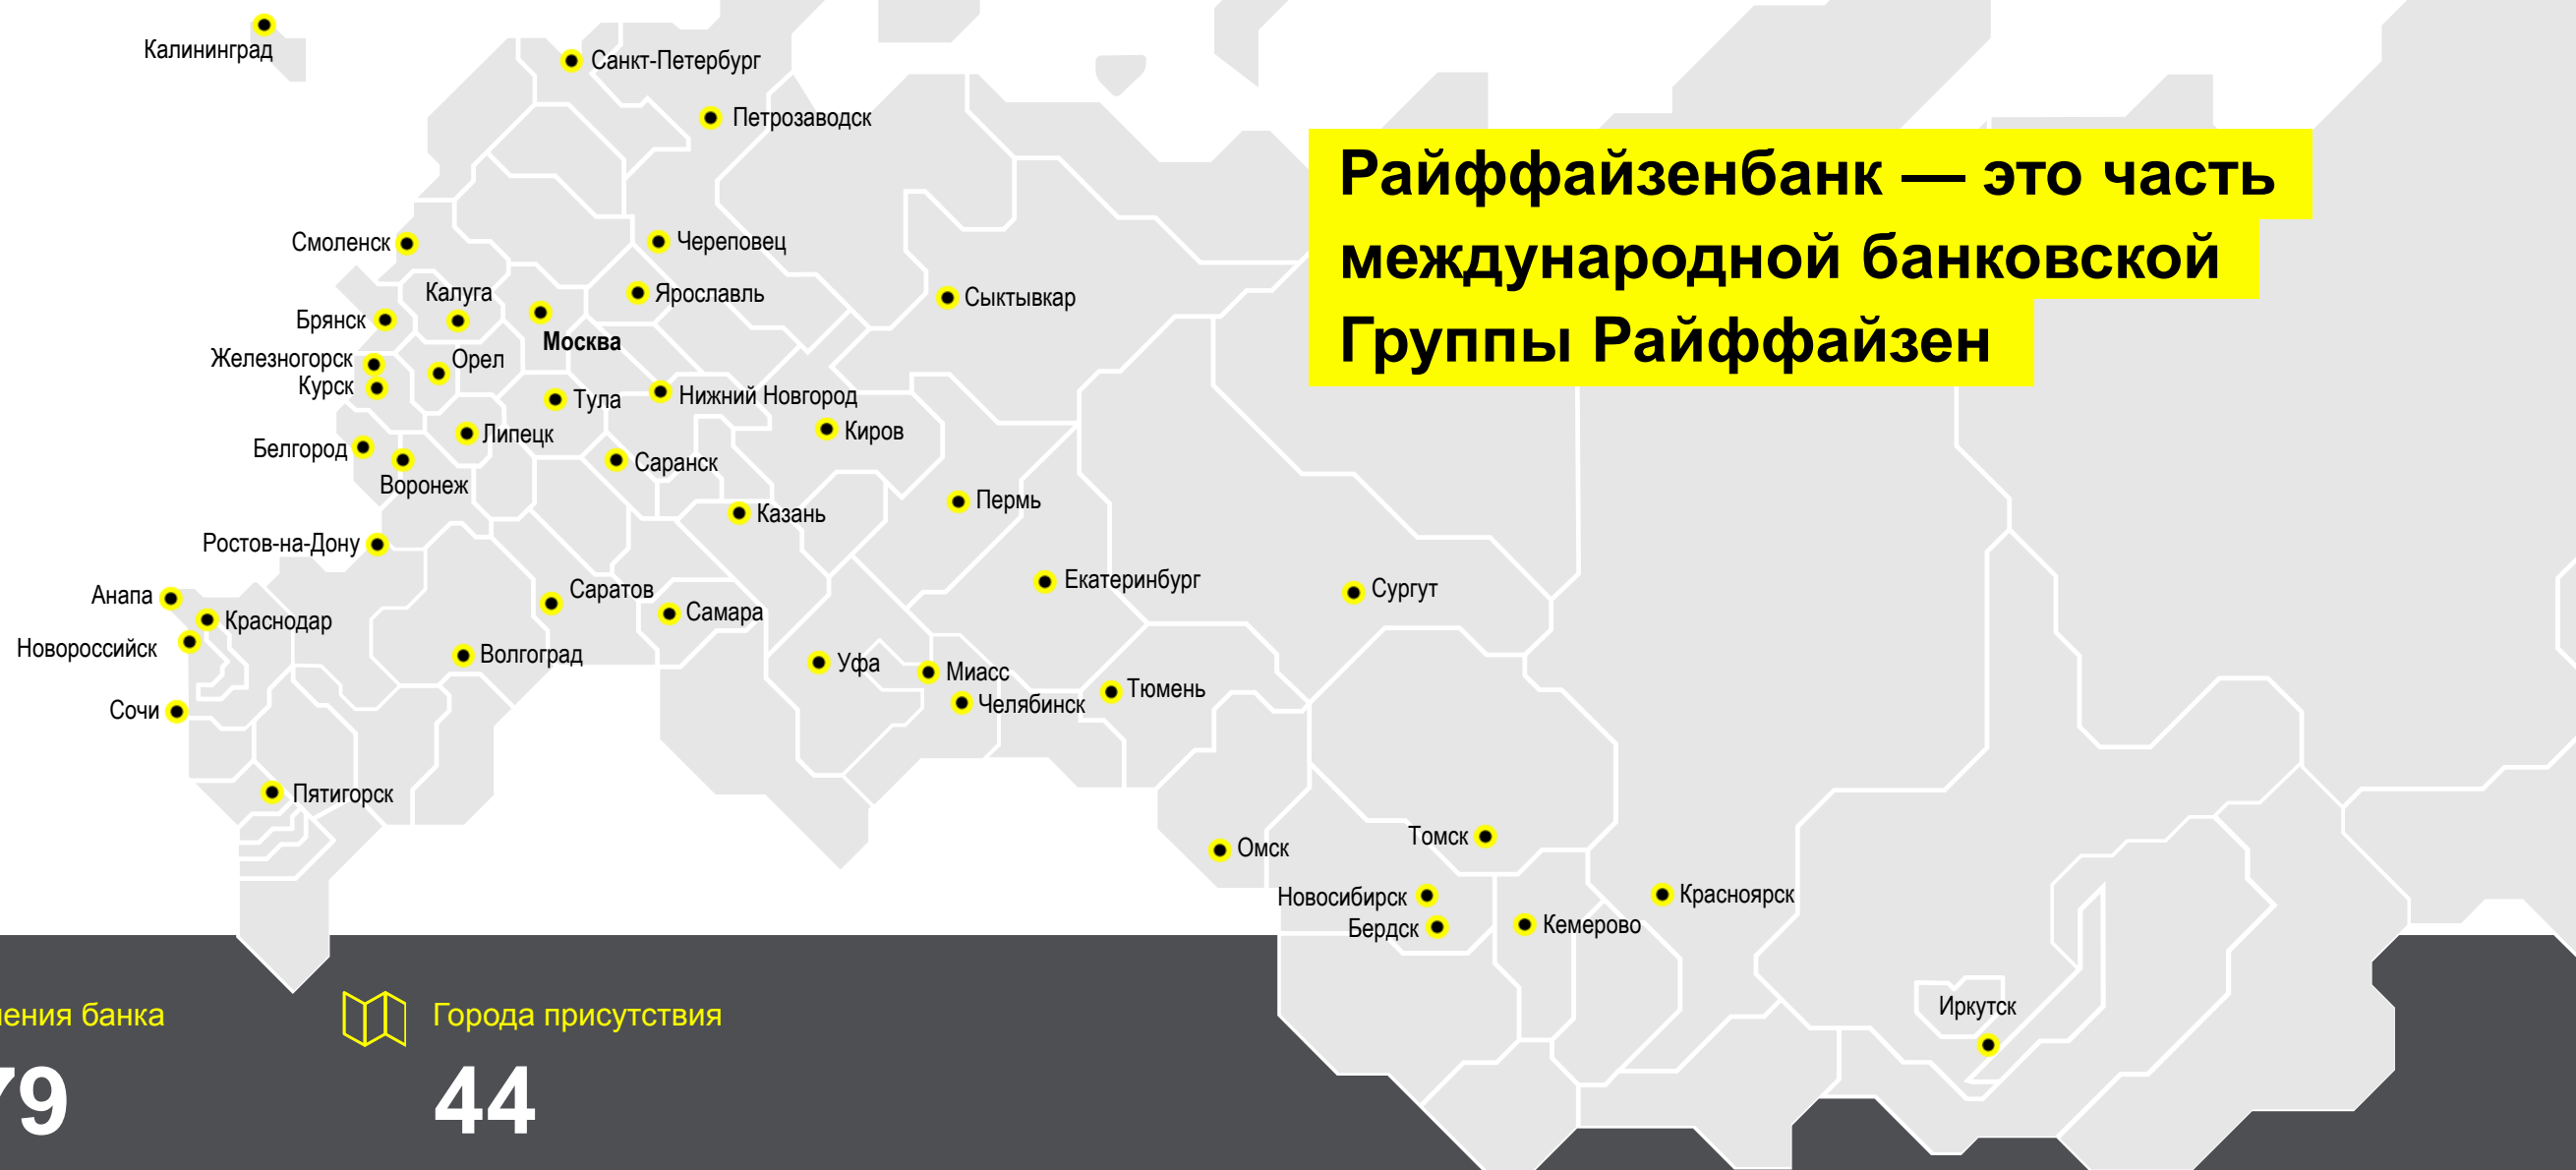 Калининград
Санкт-Петербург
Петрозаводск
Райффайзенбанк — это часть
международной банковской
Группы Райффайзен
Смоленск
Череповец
Калуга
Ярославль
Сыктывкар
Брянск
Москва
Железногорск
Орел
Курск
Тула
Нижний Новгород
Киров
Липецк
Белгород
Саранск
Воронеж
Пермь
Казань
Ростов-на-Дону
Екатеринбург
Сургут
Анапа
Саратов
Самара
Краснодар
Новороссийск
Волгоград
Уфа
Миасс
Тюмень
Челябинск
Сочи
Пятигорск
Томск
Омск
Новосибирск
Красноярск
Бердск
Кемерово
Иркутск
банка
Города присутствия
79
44